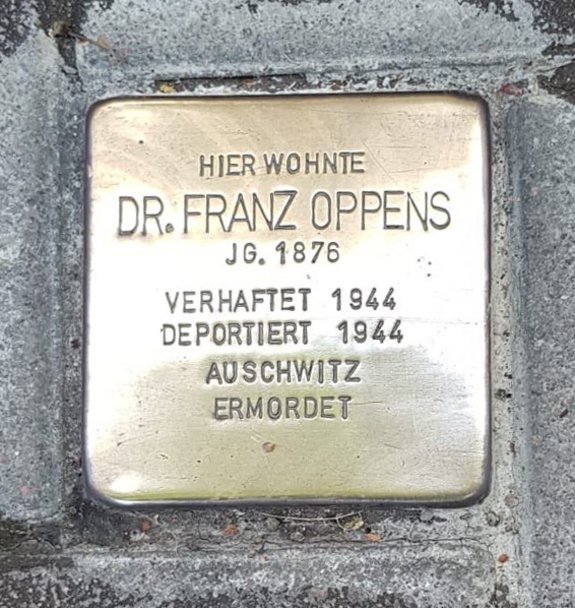 HIER WOHNTE
DR. FRANZ OPPENS
JG. 1876
VERHAFTET 1944
DEPORTIERT 1944
AUSCHWITZ
ERMORDET